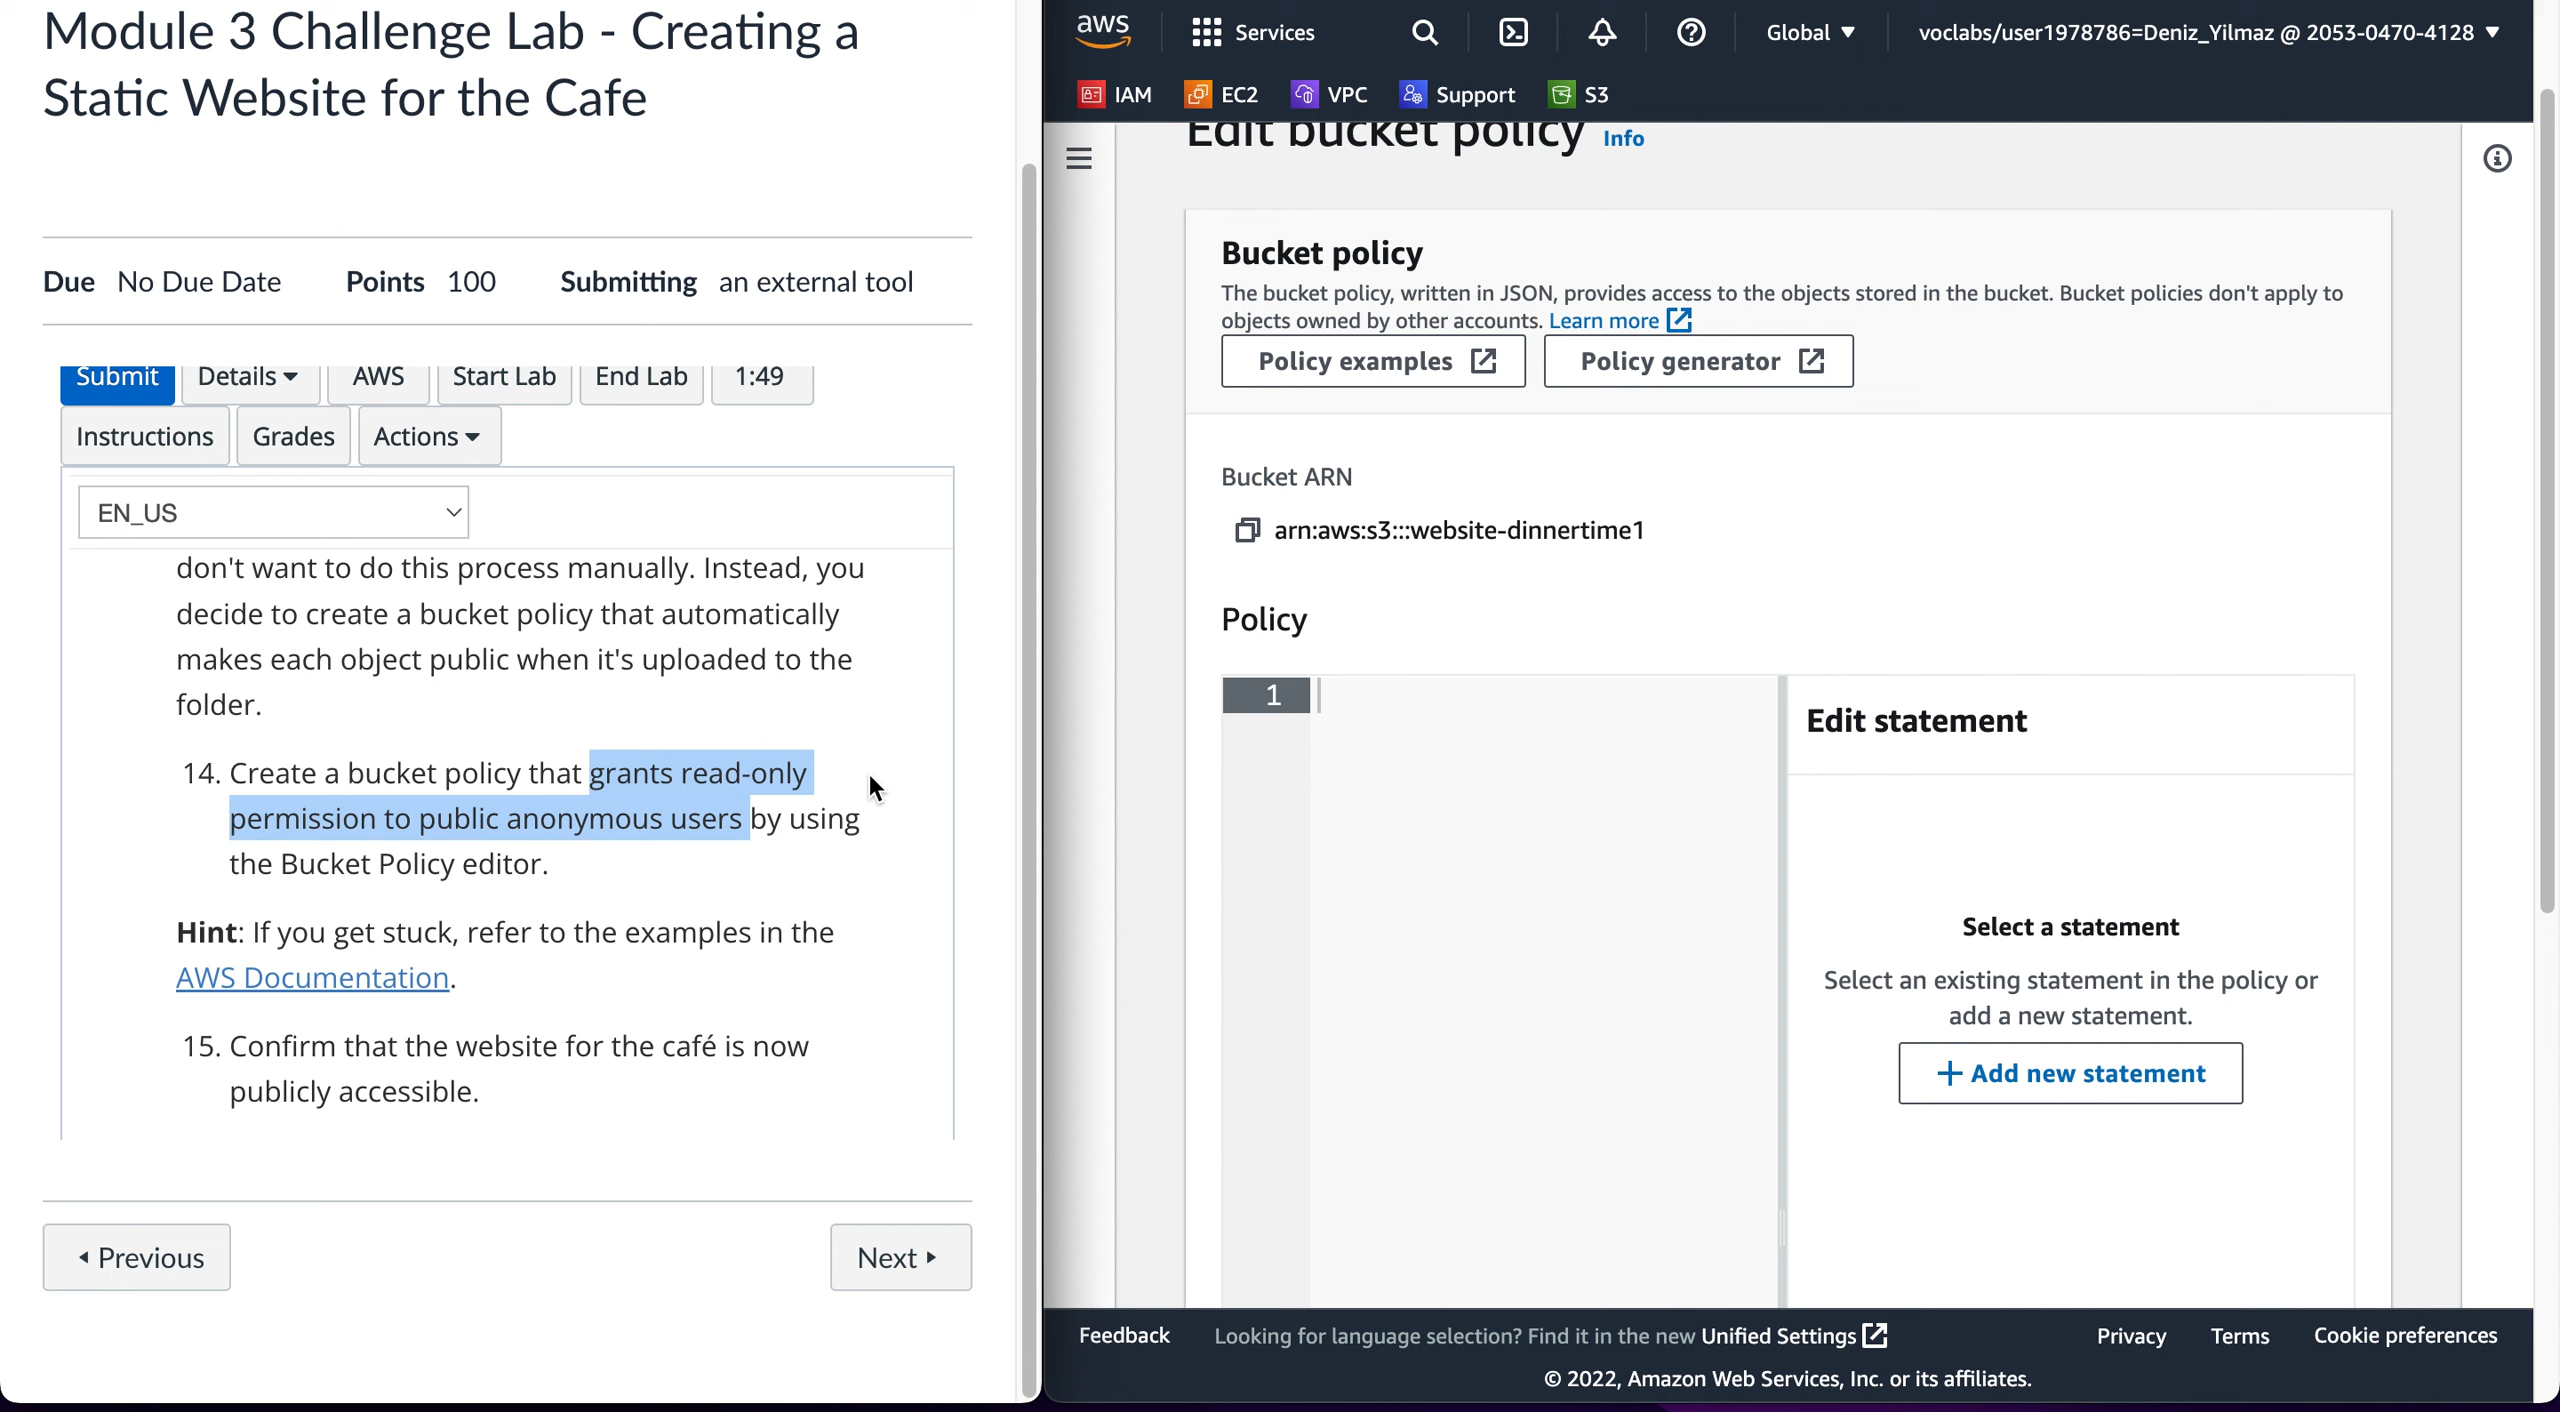 Module 3 Challenge Lab - Creating a
Static Website for the Cafe
Due No Due Date Points 100 Submitting an external tool
Submit Details AWS Start Lab End Lab 1:49
Instructions Grades Actions
EN_US
don't want to do this process manually. Instead, you
decide to create a bucket policy that automatically
makes each object public when it's uploaded to the
folder.
14. Create a bucket policy that grants read-only
permission to public anonymous users by using
the Bucket Policy editor.
Hint: If you get stuck, refer to the examples in the
AWS Documentation.
15. Confirm that the website for the café is now
publicly accessible.
Previous Next
aws Services Global voclabs/user1978786=Deniz_Yilmaz @ 2053-0470-4128
IAM EC2 VPC Support S3
Edit bucket policy Info
Bucket policy
The bucket policy, written in JSON, provides access to the objects stored in the bucket. Bucket policies don't apply to
objects owned by other accounts. Learn more
Policy examples Policy generator
Bucket ARN
arn:aws:s3:::website-dinnertime1
Policy
1
Edit statement
Select a statement
Select an existing statement in the policy or
add a new statement.
+ Add new statement
Feedback Looking for language selection? Find it in the new Unified Settings Privacy Terms Cookie preferences
© 2022, Amazon Web Services, Inc. or its affiliates.